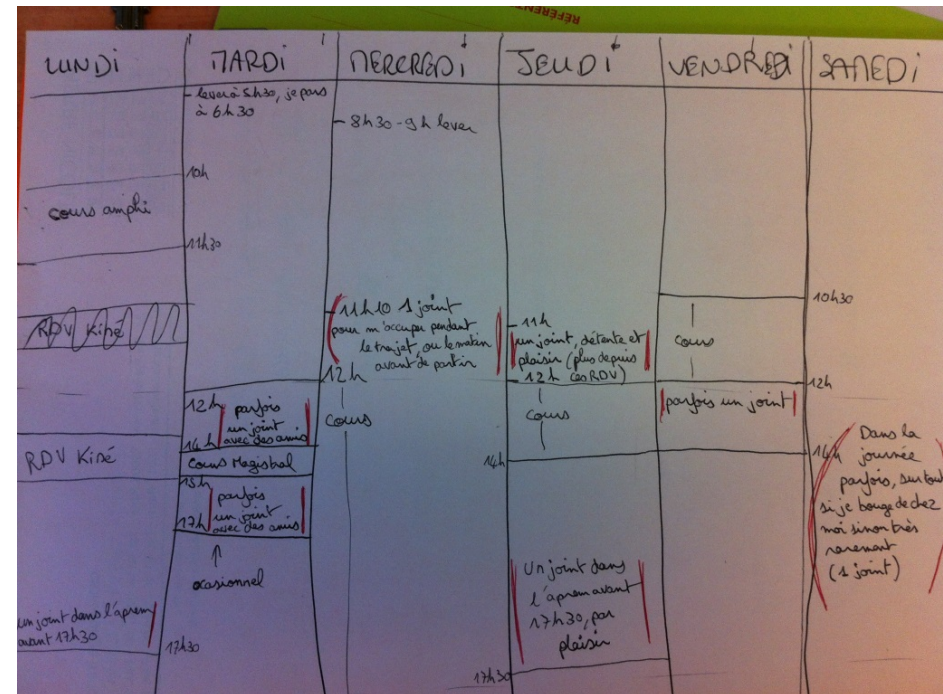 RÉFÉRENT
LUNDI
MARDI
MERCREDI
JEUDI
VENDREDI
SAMEDI
10h
cours amphi
11h30
RDV Kiné
RDV Kiné
un joint dans l'aprem
avant 17h30
17h30
- lever à 5h30, je pars
à 6h30
12h
parfois
un joint
avec des amis
14h
Cours Magistral
15h
parfois
un joint
avec des amis
17h
↑
ocasionnel
- 8h30 - 9h lever
- 11h10 1 joint
pour m'occuper pendant
le trajet, ou le matin
avant de partir
12h
Cours
- 11h
un joint, détente et
plaisir (plus depuis
12h ces RDV)
Cours
14h
Un joint dans
l'aprem avant
17h30, par
plaisir
17h30
10h30
Cours
12h
parfois un joint
14h
Dans la
journée
parfois, surtout
si je bouge de chez
moi sinon très
rarement
(1 joint)